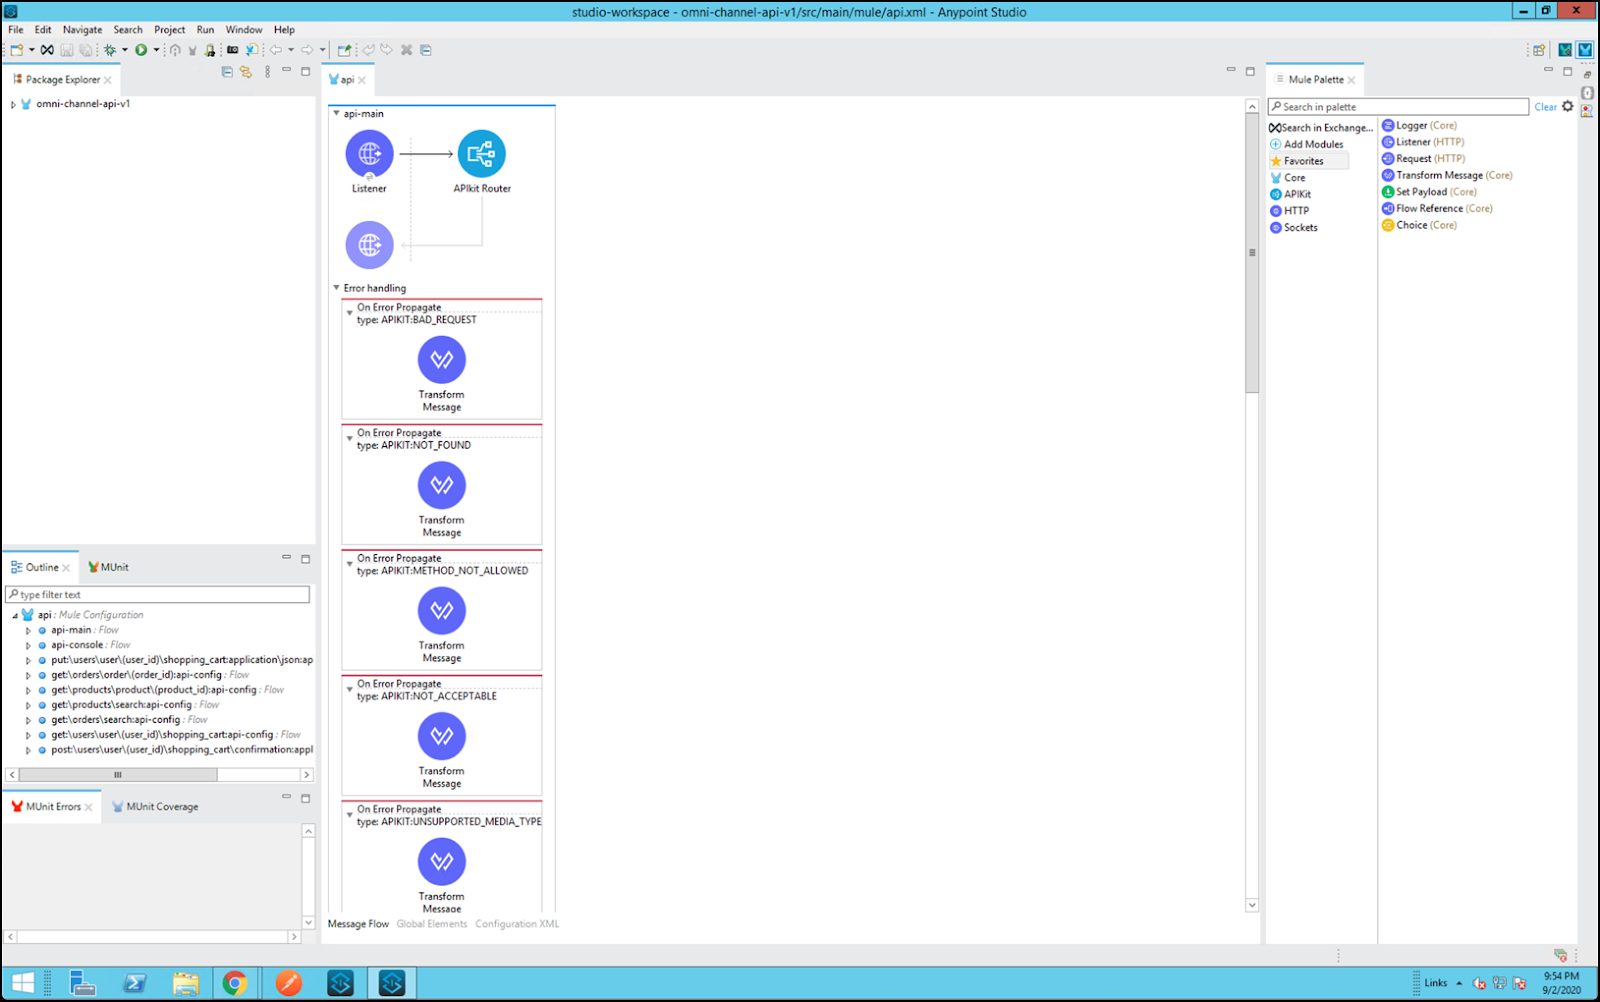 studio-workspace - omni-channel-api-v1/src/main/mule/api.xml - Anypoint Studio
File Edit Navigate Search Project Run Window Help
Package Explorer
omni-channel-api-v1
api
api-main
Listener
APIkit Router
Error handling
On Error Propagate
type: APIKIT:BAD_REQUEST
Transform
Message
On Error Propagate
type: APIKIT:NOT_FOUND
Transform
Message
On Error Propagate
type: APIKIT:METHOD_NOT_ALLOWED
Transform
Message
On Error Propagate
type: APIKIT:NOT_ACCEPTABLE
Transform
Message
On Error Propagate
type: APIKIT:UNSUPPORTED_MEDIA_TYPE
Transform
Message
Message Flow Global Elements Configuration XML
Mule Palette
Search in palette
Clear
Search in Exchange...
Add Modules
Favorites
Core
APIKit
HTTP
Sockets
Logger (Core)
Listener (HTTP)
Request (HTTP)
Transform Message (Core)
Set Payload (Core)
Flow Reference (Core)
Choice (Core)
Outline
MUnit
type filter text
api : Mule Configuration
api-main : Flow
api-console : Flow
put:\users\user\(user_id)\shopping_cart:application\json:ap
get:\orders\order\(order_id):api-config : Flow
get:\products\product\(product_id):api-config : Flow
get:\products\search:api-config : Flow
get:\orders\search:api-config : Flow
get:\users\user\(user_id)\shopping_cart:api-config : Flow
post:\users\user\(user_id)\shopping_cart\confirmation:appl
MUnit Errors
MUnit Coverage
Links
9:54 PM
9/2/2020